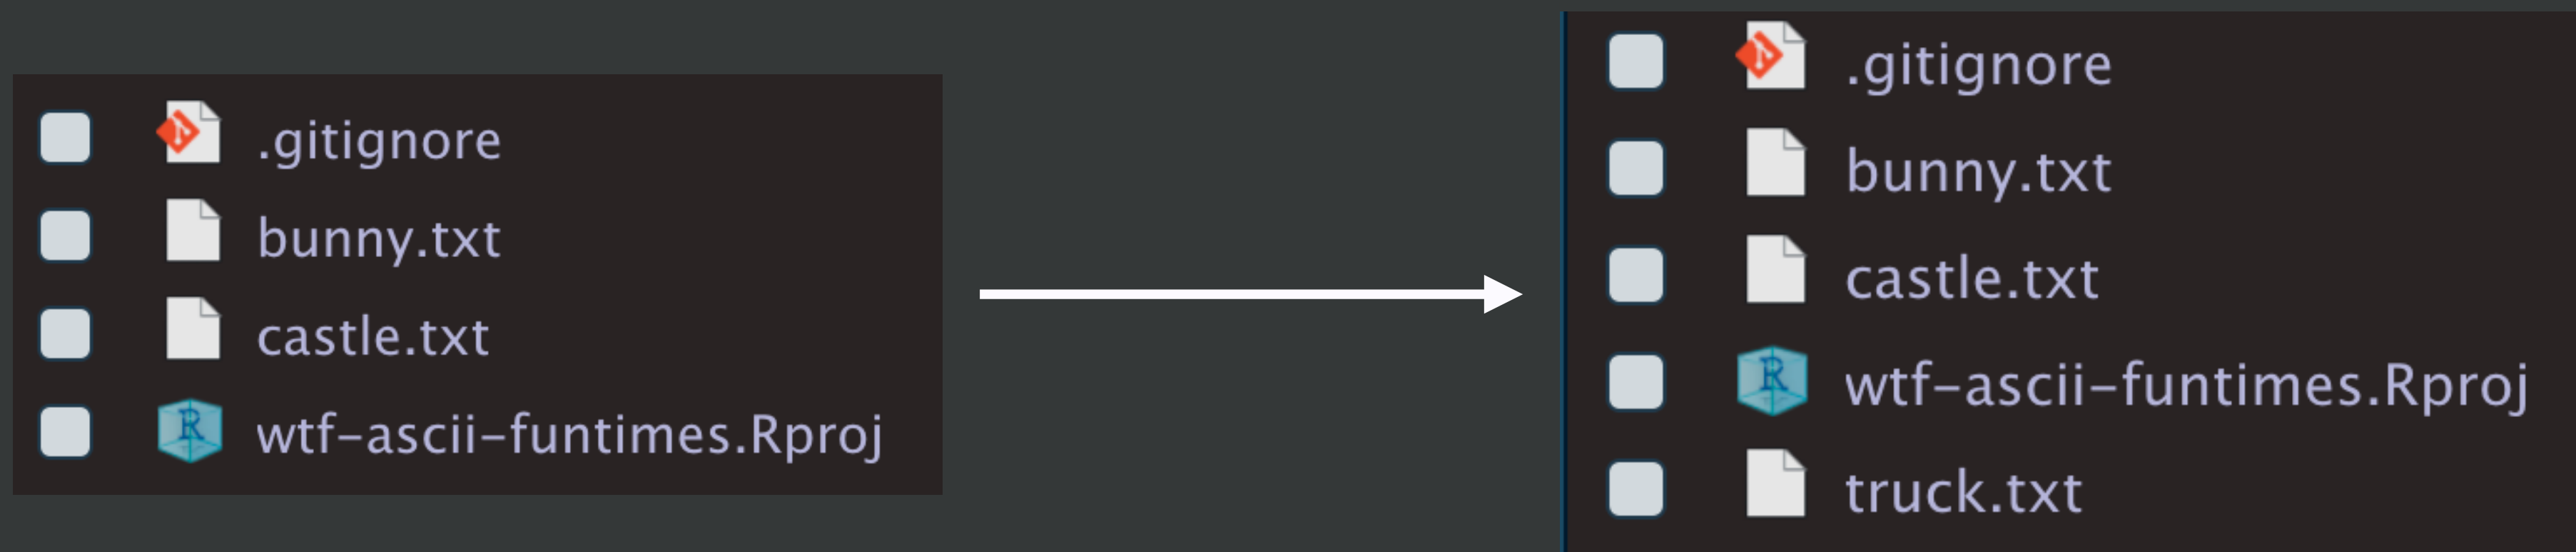 .gitignore
bunny.txt
castle.txt
R
wtf-ascii-funtimes.Rproj
.gitignore
bunny.txt
castle.txt
R
wtf-ascii-funtimes.Rproj
truck.txt